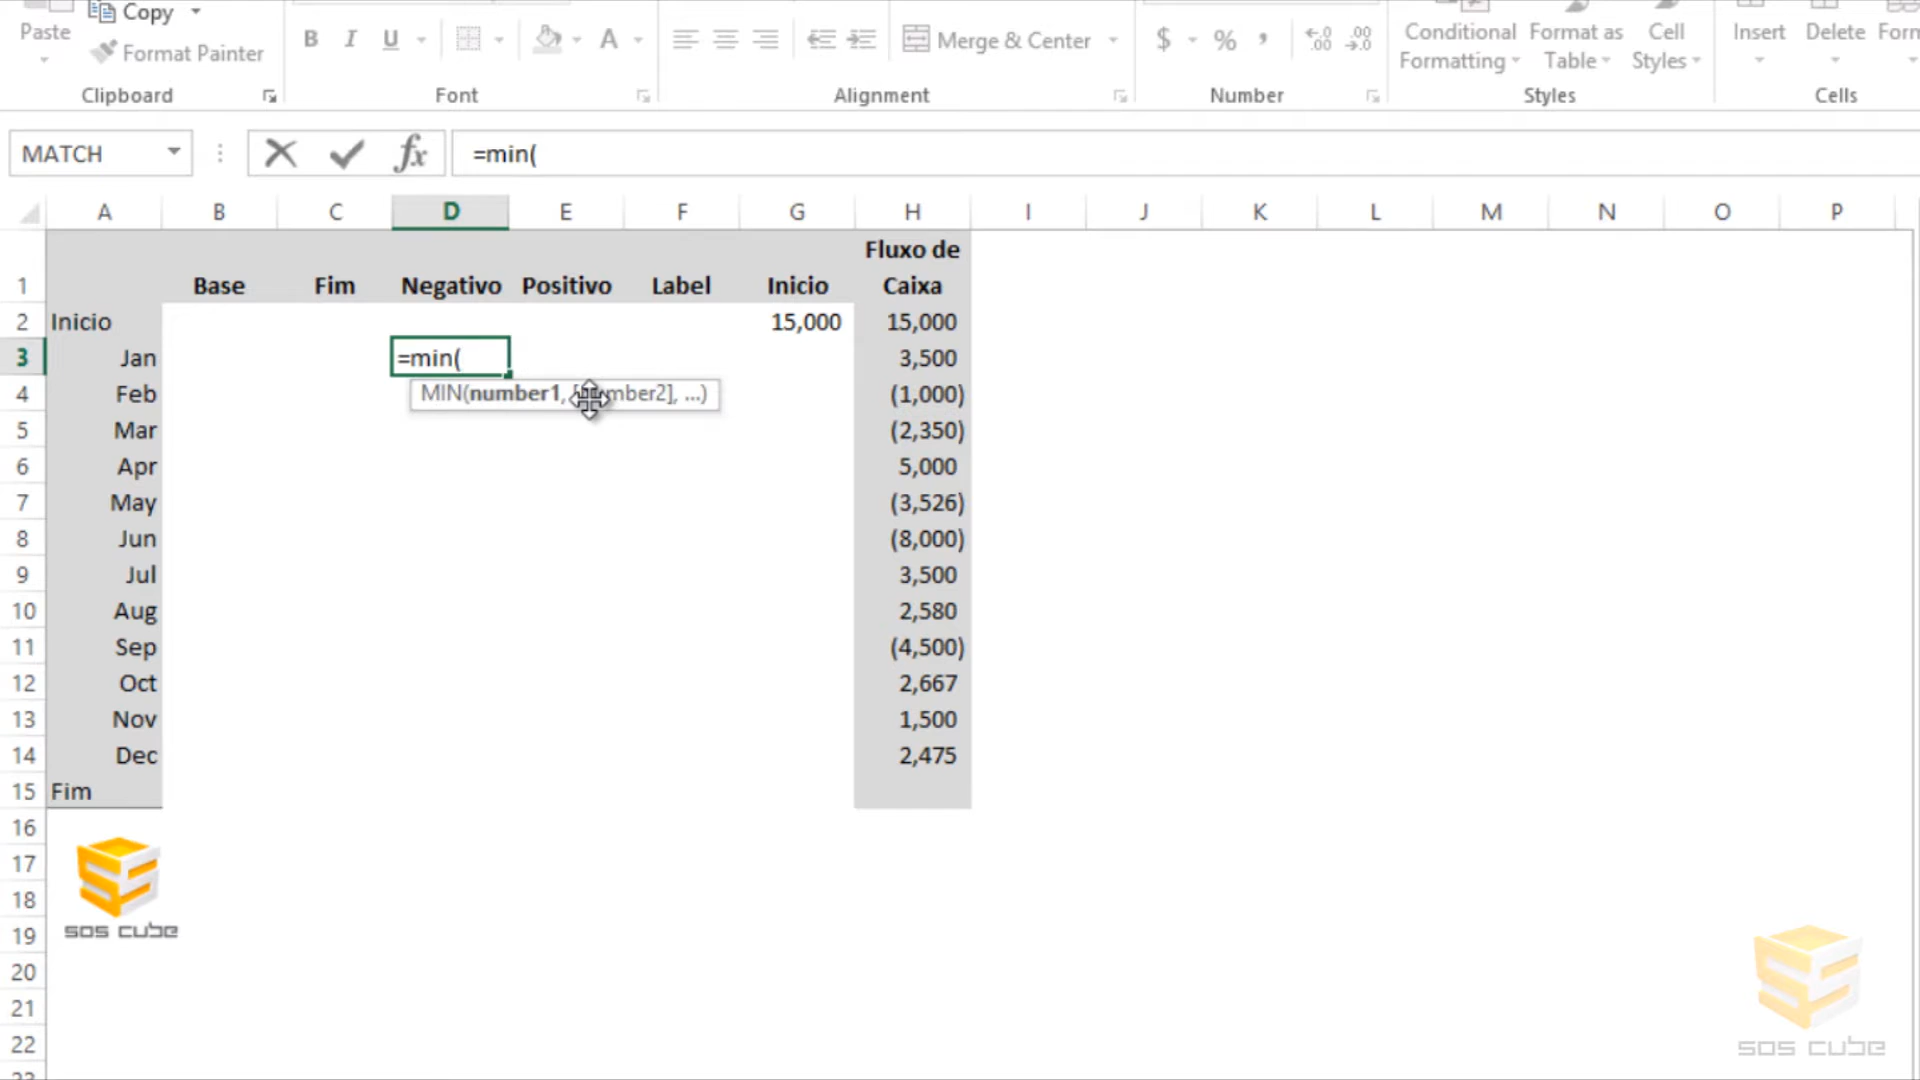 Copy
Paste
Format Painter
Clipboard
B I U
A
Font
Merge & Center
Alignment
$ % ,
Number
Conditional Formatting
Format as Table
Cell Styles
Styles
Insert
Delete
Cells
MATCH
fx
=min(
A B C D E F G H I J K L M N O P
1 Base Fim Negativo Positivo Label Inicio Fluxo de Caixa
2 Inicio 15,000 15,000
3 Jan =min( 3,500
MIN(number1,
4 Feb (1,000)
5 Mar (2,350)
6 Apr 5,000
7 May (3,526)
8 Jun (8,000)
9 Jul 3,500
10 Aug 2,580
11 Sep (4,500)
12 Oct 2,667
13 Nov 1,500
14 Dec 2,475
15 Fim
16
17
18
sos cube
19
20
21
22
sos cube